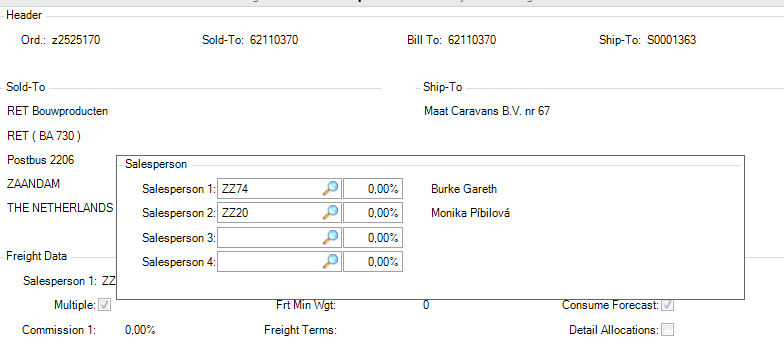 Header
Ord.: z2525170 Sold-To: 62110370 Bill To: 62110370 Ship-To: S0001363
Sold-To Ship-To
RET Bouwproducten Maat Caravans B.V. nr 67
RET ( BA 730 )
Postbus 2206
ZAANDAM
THE NETHERLANDS
Salesperson
Salesperson 1: ZZ74 0,00% Burke Gareth
Salesperson 2: ZZ20 0,00% Monika Píbilová
Salesperson 3: 0,00%
Salesperson 4: 0,00%
Freight Data
Salesperson 1: ZZ
Multiple: Frt Min Wgt: 0 Consume Forecast:
Commission 1: 0,00% Freight Terms: Detail Allocations: